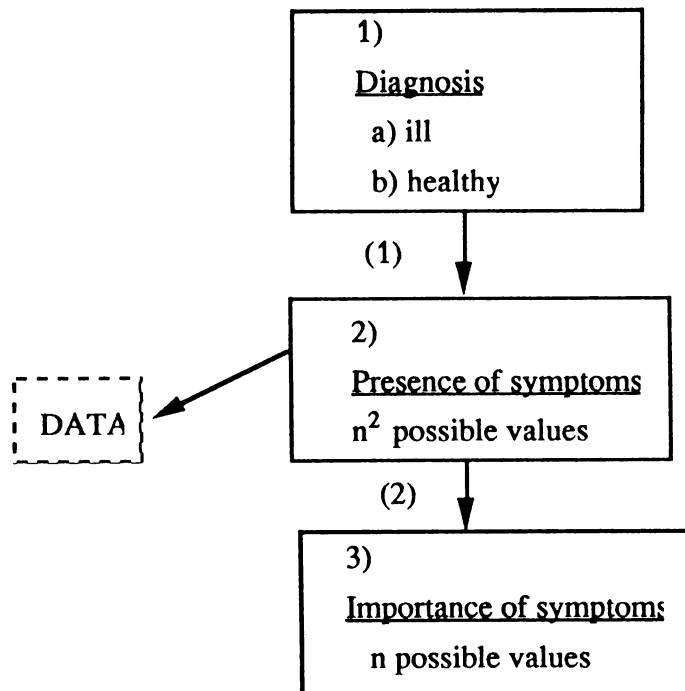 1)
Diagnosis
a) ill
b) healthy
(1)
2)
Presence of symptoms
n² possible values
DATA
(2)
3)
Importance of symptoms
n possible values